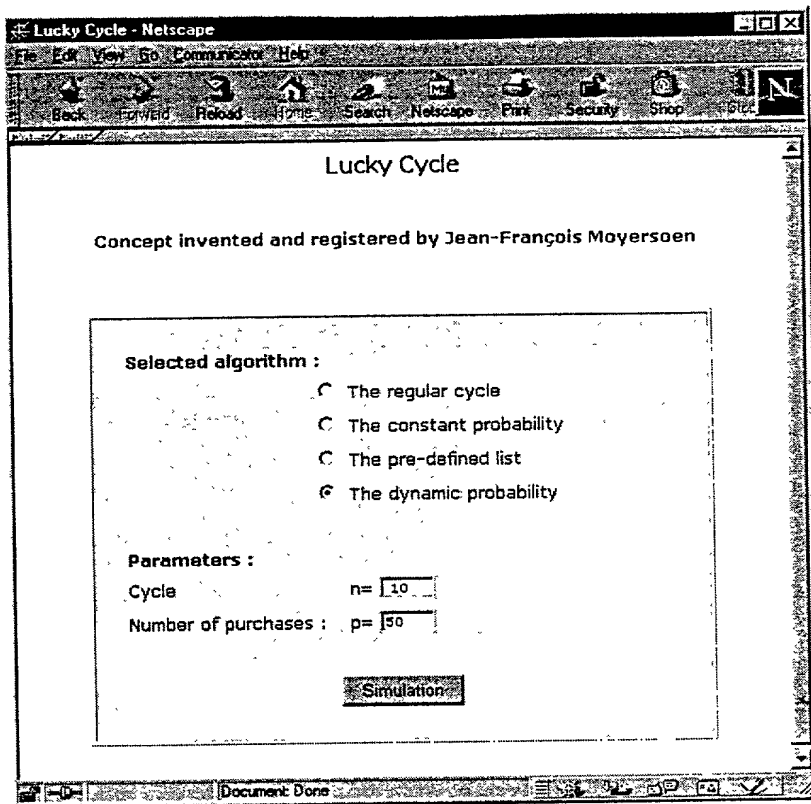 Lucky Cycle - Netscape
File Edit View Go Communicator Help
Back Forward Reload Home Search Netscape Print Security Shop
Lucky Cycle
Concept invented and registered by Jean-François Moyersoen
Selected algorithm :
The regular cycle
The constant probability
The pre-defined list
The dynamic probability
Parameters :
Cycle n= 10
Number of purchases : p= 50
Simulation
Document: Done